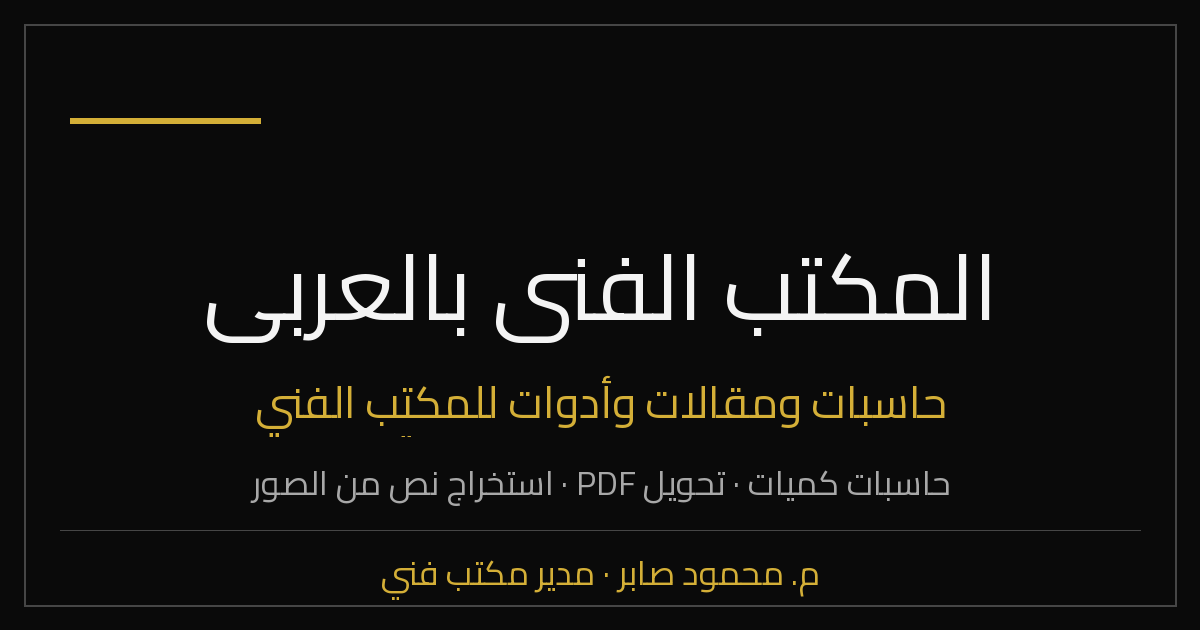 المكتب الفنى بالعربى
حاسبات ومقالات وأدوات للمكتب الفني
حاسبات كميات · تحويل PDF · استخراج نص من الصور
م. محمود صابر · مدير مكتب فني